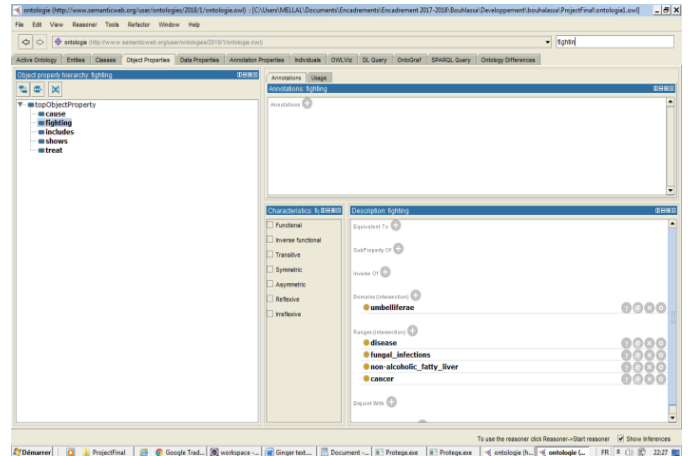 ontologie (http://www.semanticweb.org/user/ontologies/2018/1/ontologie.owl) : [C:\Users\MELLAL\Documents\Encadrements\Encadrement 2017-2018\Bouhlassa\Developpement\bouhalassa\ProjectFinal\ontologie1.owl]
File Edit View Reasoner Tools Refactor Window Help
ontologie (http://www.semanticweb.org/user/ontologies/2018/1/ontologie.owl) fightin
Active Ontology Entities Classes Object Properties Data Properties Annotation Properties Individuals OWLViz DL Query OntoGraf SPARQL Query Ontology Differences
Object property hierarchy: fighting
topObjectProperty
cause
fighting
includes
shows
treat
Annotations Usage
Annotations: fighting
Annotations
Characteristics: f
Functional
Inverse functional
Transitive
Symmetric
Asymmetric
Reflexive
Irreflexive
Description: fighting
Equivalent To
SubProperty Of
Inverse Of
Domains (intersection)
umbelliferae
Ranges (intersection)
disease
fungal_infections
non-alcoholic_fatty_liver
cancer
Disjoint With
To use the reasoner click Reasoner->Start reasoner Show Inferences
Démarrer ProjectFinal Google Trad... workspace -... Ginger text... Document -... Protege.exe Protege.exe ontologie (h... ontologie (... FR 22:27